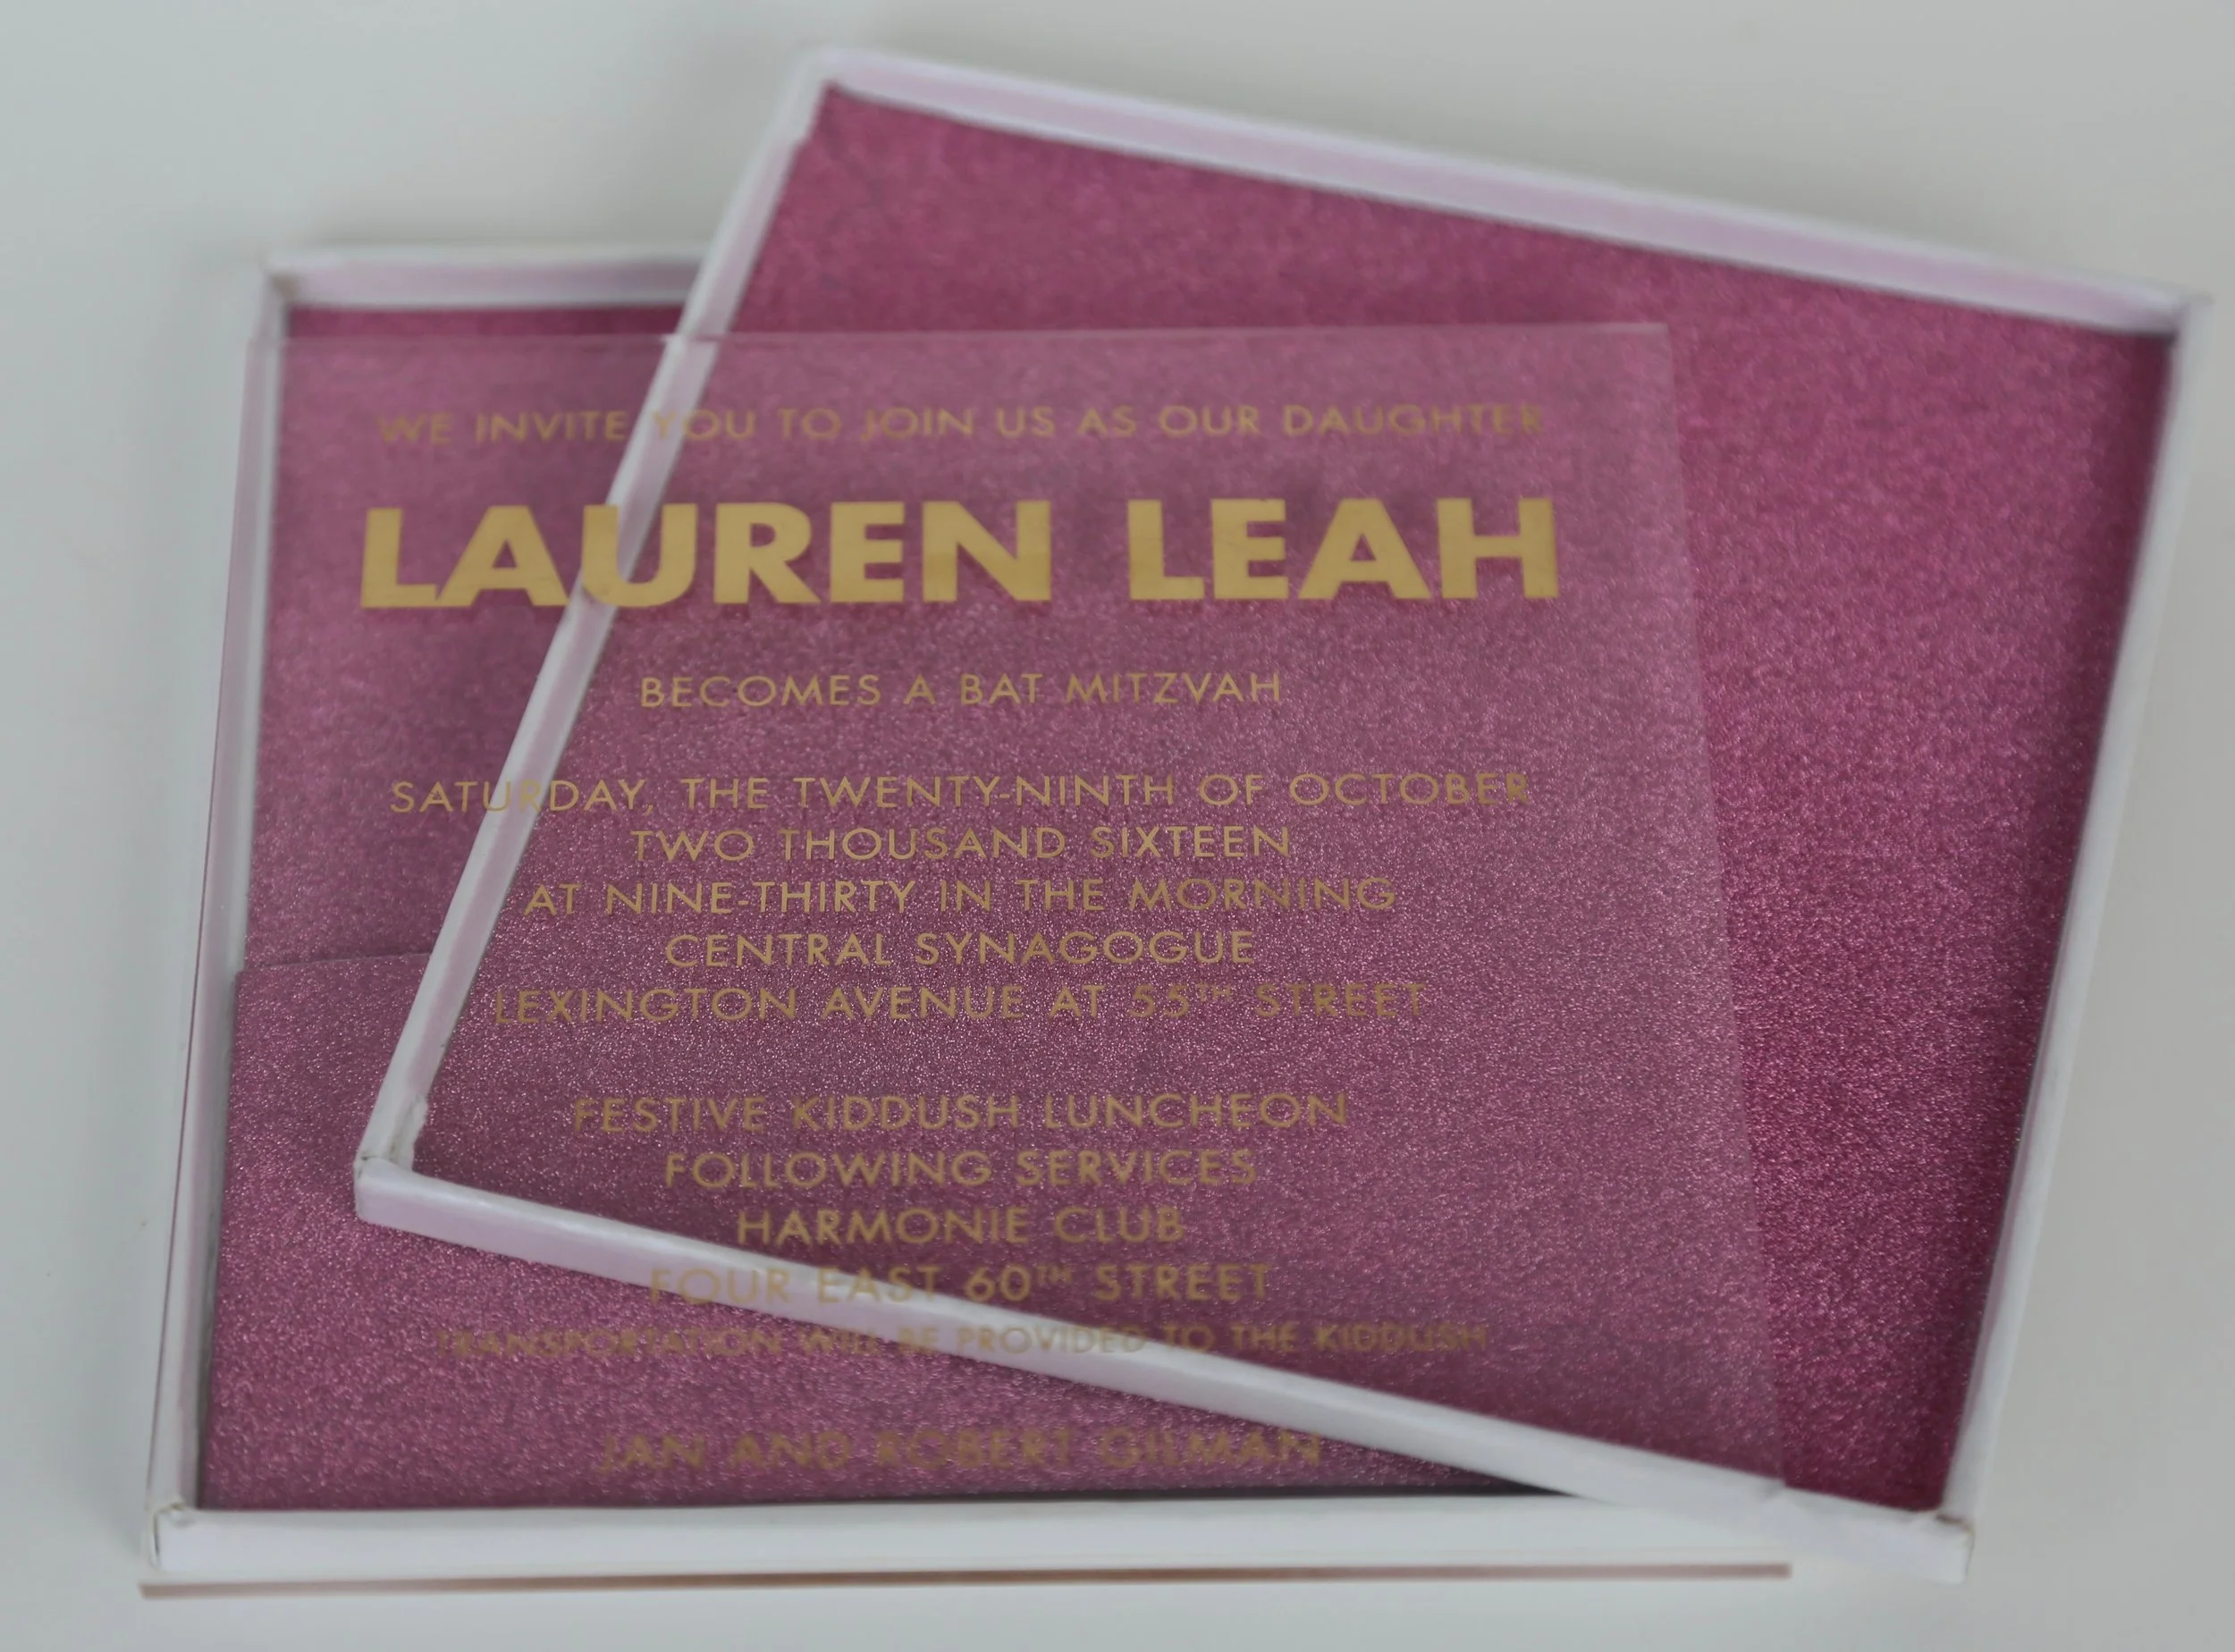 WE INVITE YOU TO JOIN US AS OUR DAUGHTER
LAUREN LEAH
BECOMES A BAT MITZVAH
SATURDAY, THE TWENTY-NINTH OF OCTOBER
TWO THOUSAND SIXTEEN
AT NINE-THIRTY IN THE MORNING
CENTRAL SYNAGOGUE
LEXINGTON AVENUE AT 55TH STREET
FESTIVE KIDDUSH LUNCHEON
FOLLOWING SERVICES
HARMONIE CLUB
FOUR EAST 60TH STREET
TRANSPORTATION WILL BE PROVIDED TO THE KIDDUSH
JAN AND ROBERT GILMAN